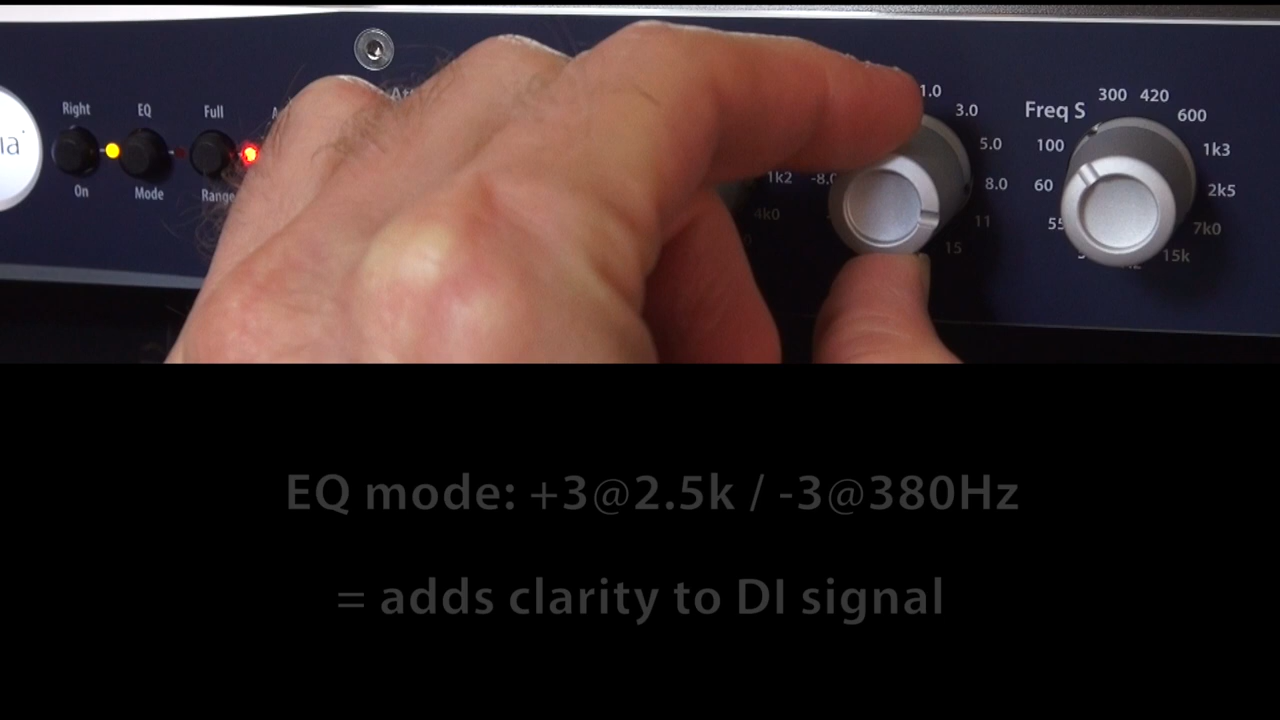 Right
EQ
Full
1.0
3.0
5.0
8.0
11
15
1k2
-8.0
4k0
Freq S
300
420
600
1k3
2k5
7k0
15k
100
60
On
Mode
Range
EQ mode: +3@2.5k / -3@380Hz
= adds clarity to DI signal